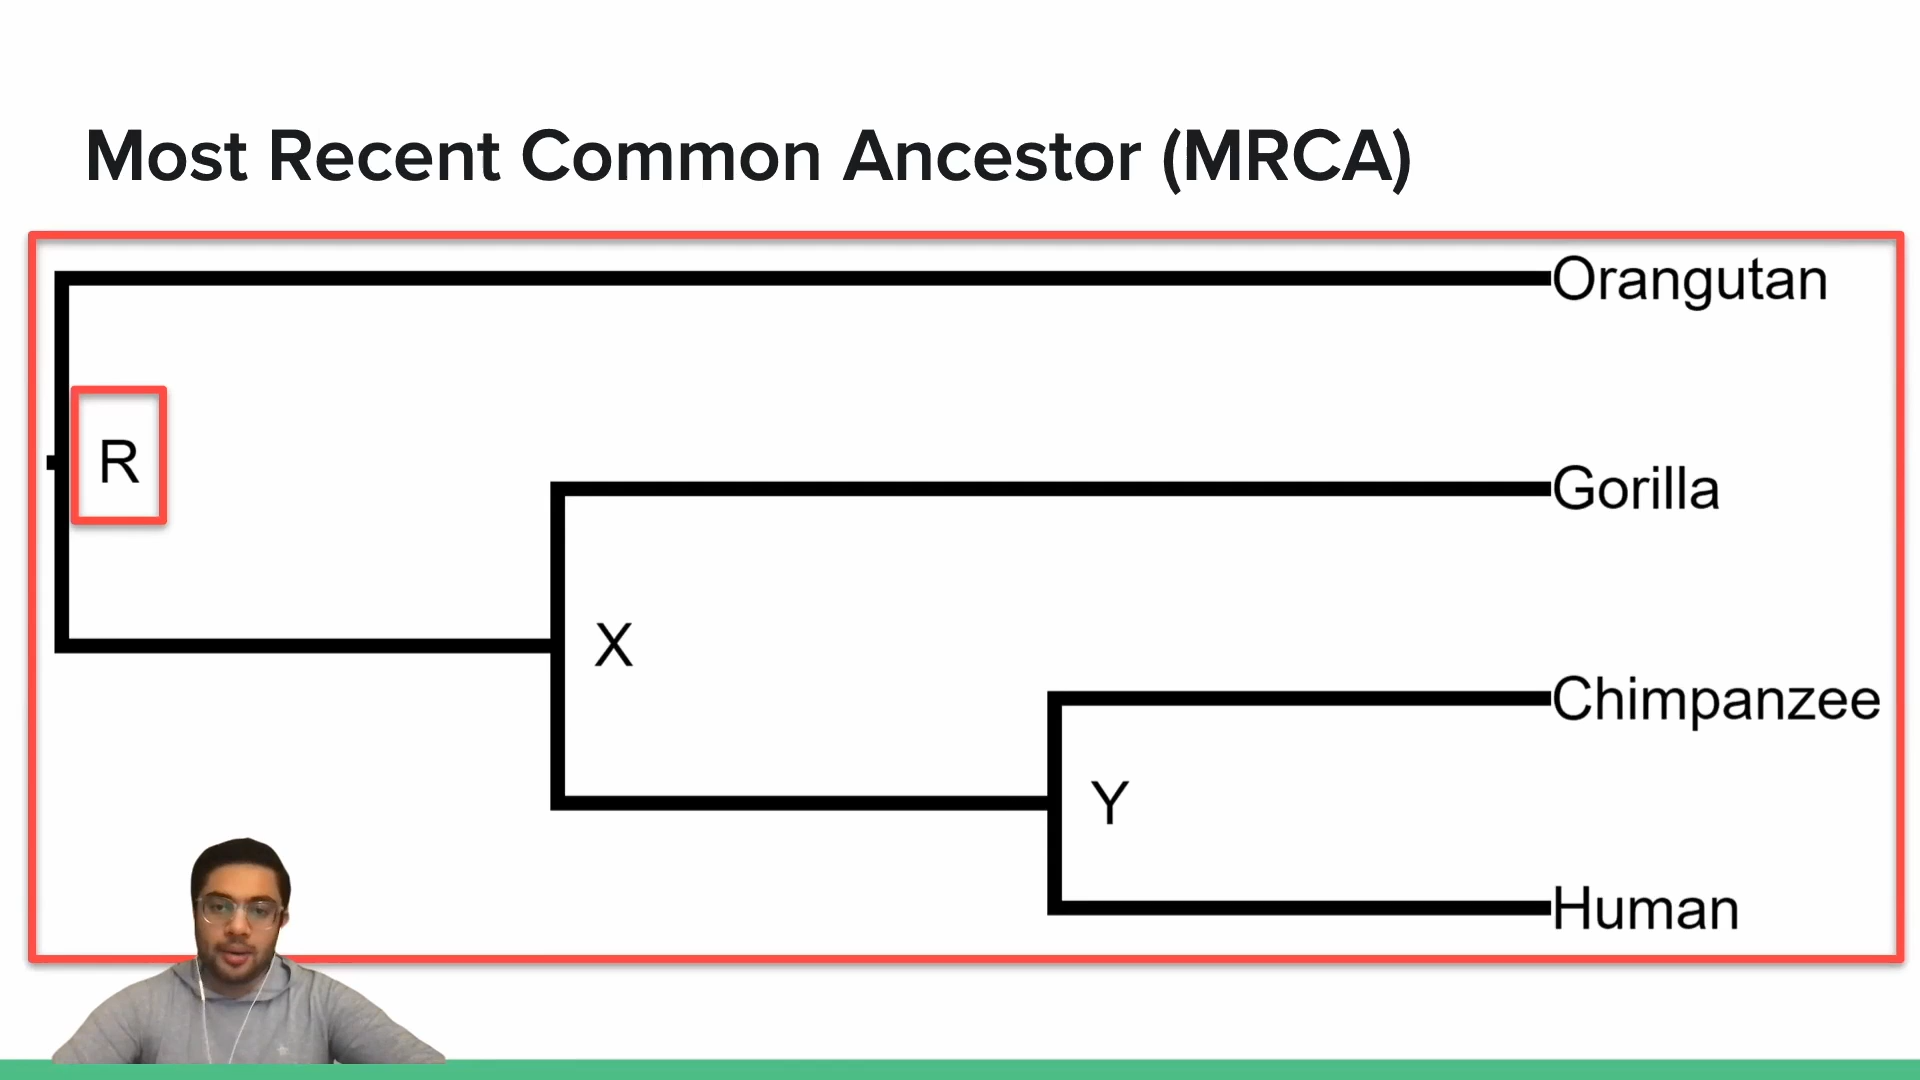 Most Recent Common Ancestor (MRCA)
Orangutan
R
Gorilla
X
Chimpanzee
Y
Human